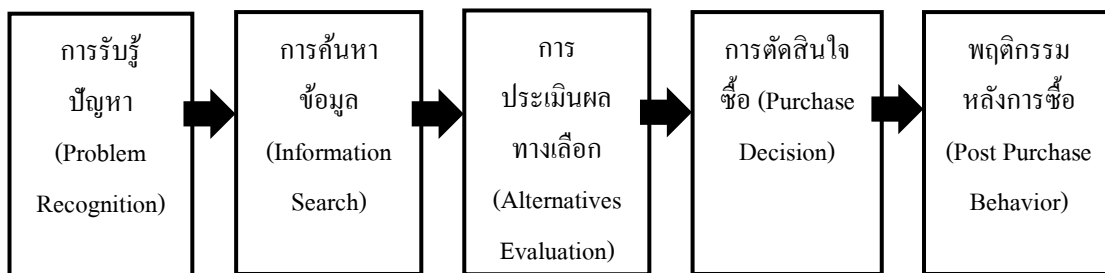 การรับรู้
ปัญหา
(Problem
Recognition)
การค้นหา
ข้อมูล
(Information
Search)
การ
ประเมินผล
ทางเลือก
(Alternatives
Evaluation)
การตัดสินใจ
ซื้อ (Purchase
Decision)
พฤติกรรม
หลังการซื้อ
(Post Purchase
Behavior)